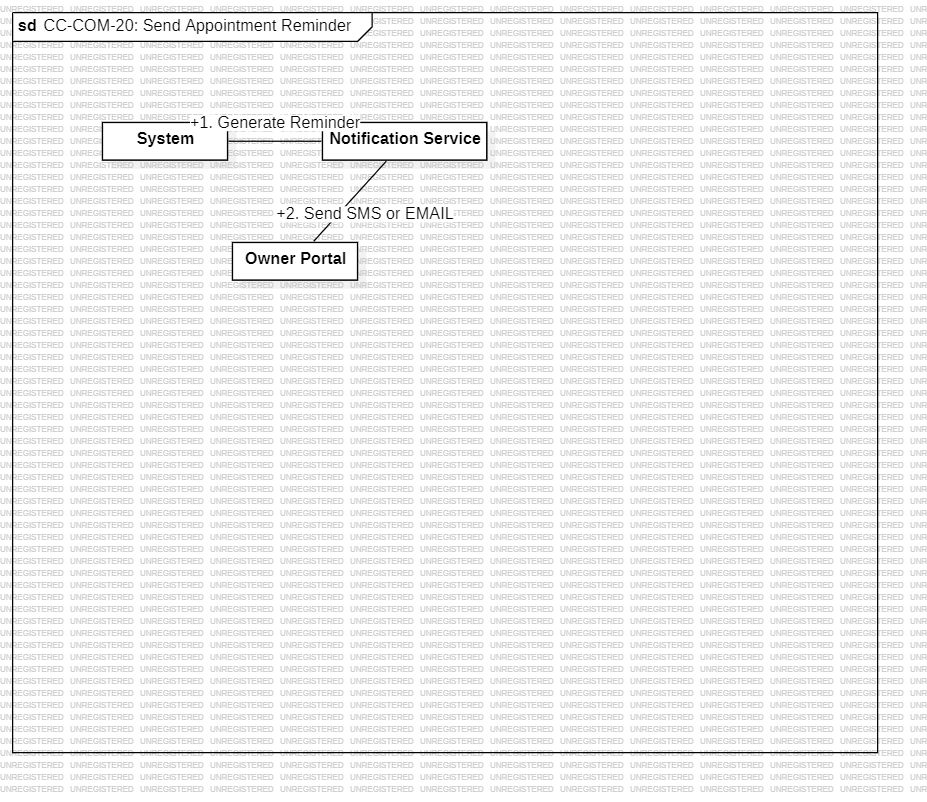 sd CC-COM-20: Send Appointment Reminder
+1. Generate Reminder
System
Notification Service
+2. Send SMS or EMAIL
Owner Portal
UNREGISTERED